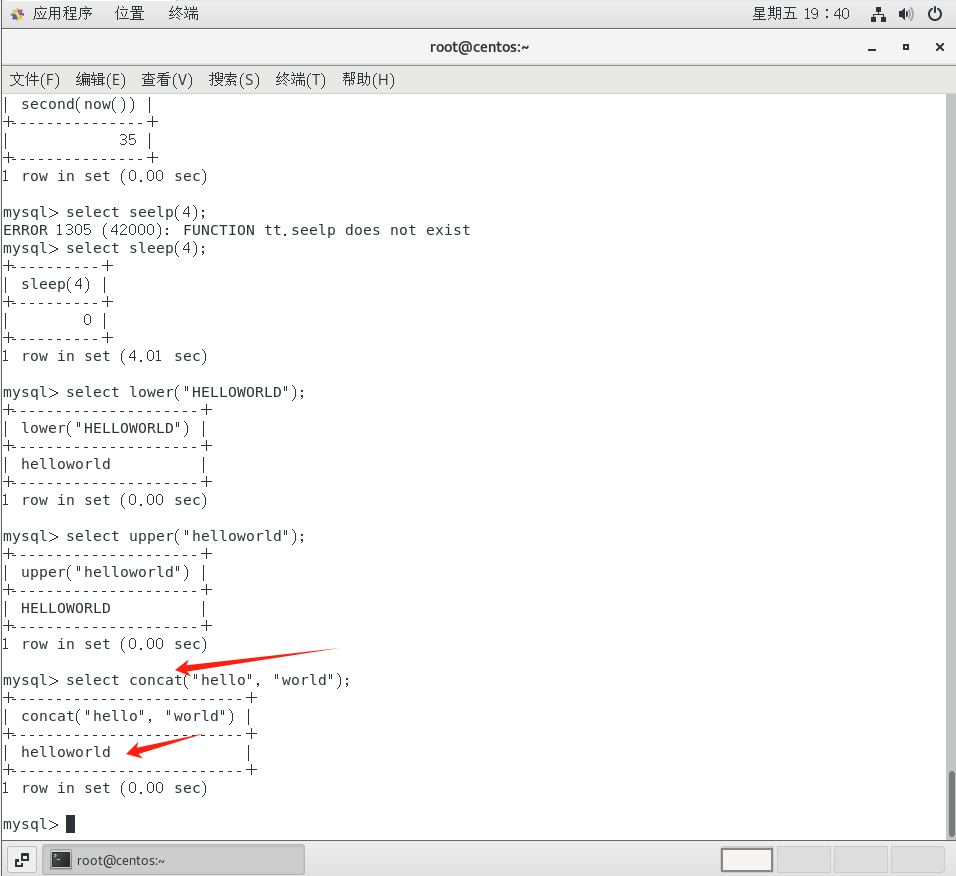 应用程序 位置 终端 星期五 19：40
root@centos:~
文件(F) 编辑(E) 查看(V) 搜索(S) 终端(T) 帮助(H)
| second(now()) |
+---------------+
|            35 |
+---------------+
1 row in set (0.00 sec)
mysql> select seelp(4);
ERROR 1305 (42000): FUNCTION tt.seelp does not exist
mysql> select sleep(4);
+----------+
| sleep(4) |
+----------+
|        0 |
+----------+
1 row in set (4.01 sec)
mysql> select lower("HELLOWORLD");
+---------------------+
| lower("HELLOWORLD") |
+---------------------+
| helloworld          |
+---------------------+
1 row in set (0.00 sec)
mysql> select upper("helloworld");
+---------------------+
| upper("helloworld") |
+---------------------+
| HELLOWORLD          |
+---------------------+
1 row in set (0.00 sec)
mysql> select concat("hello", "world");
+--------------------------+
| concat("hello", "world") |
+--------------------------+
| helloworld               |
+--------------------------+
1 row in set (0.00 sec)
mysql>
root@centos:~